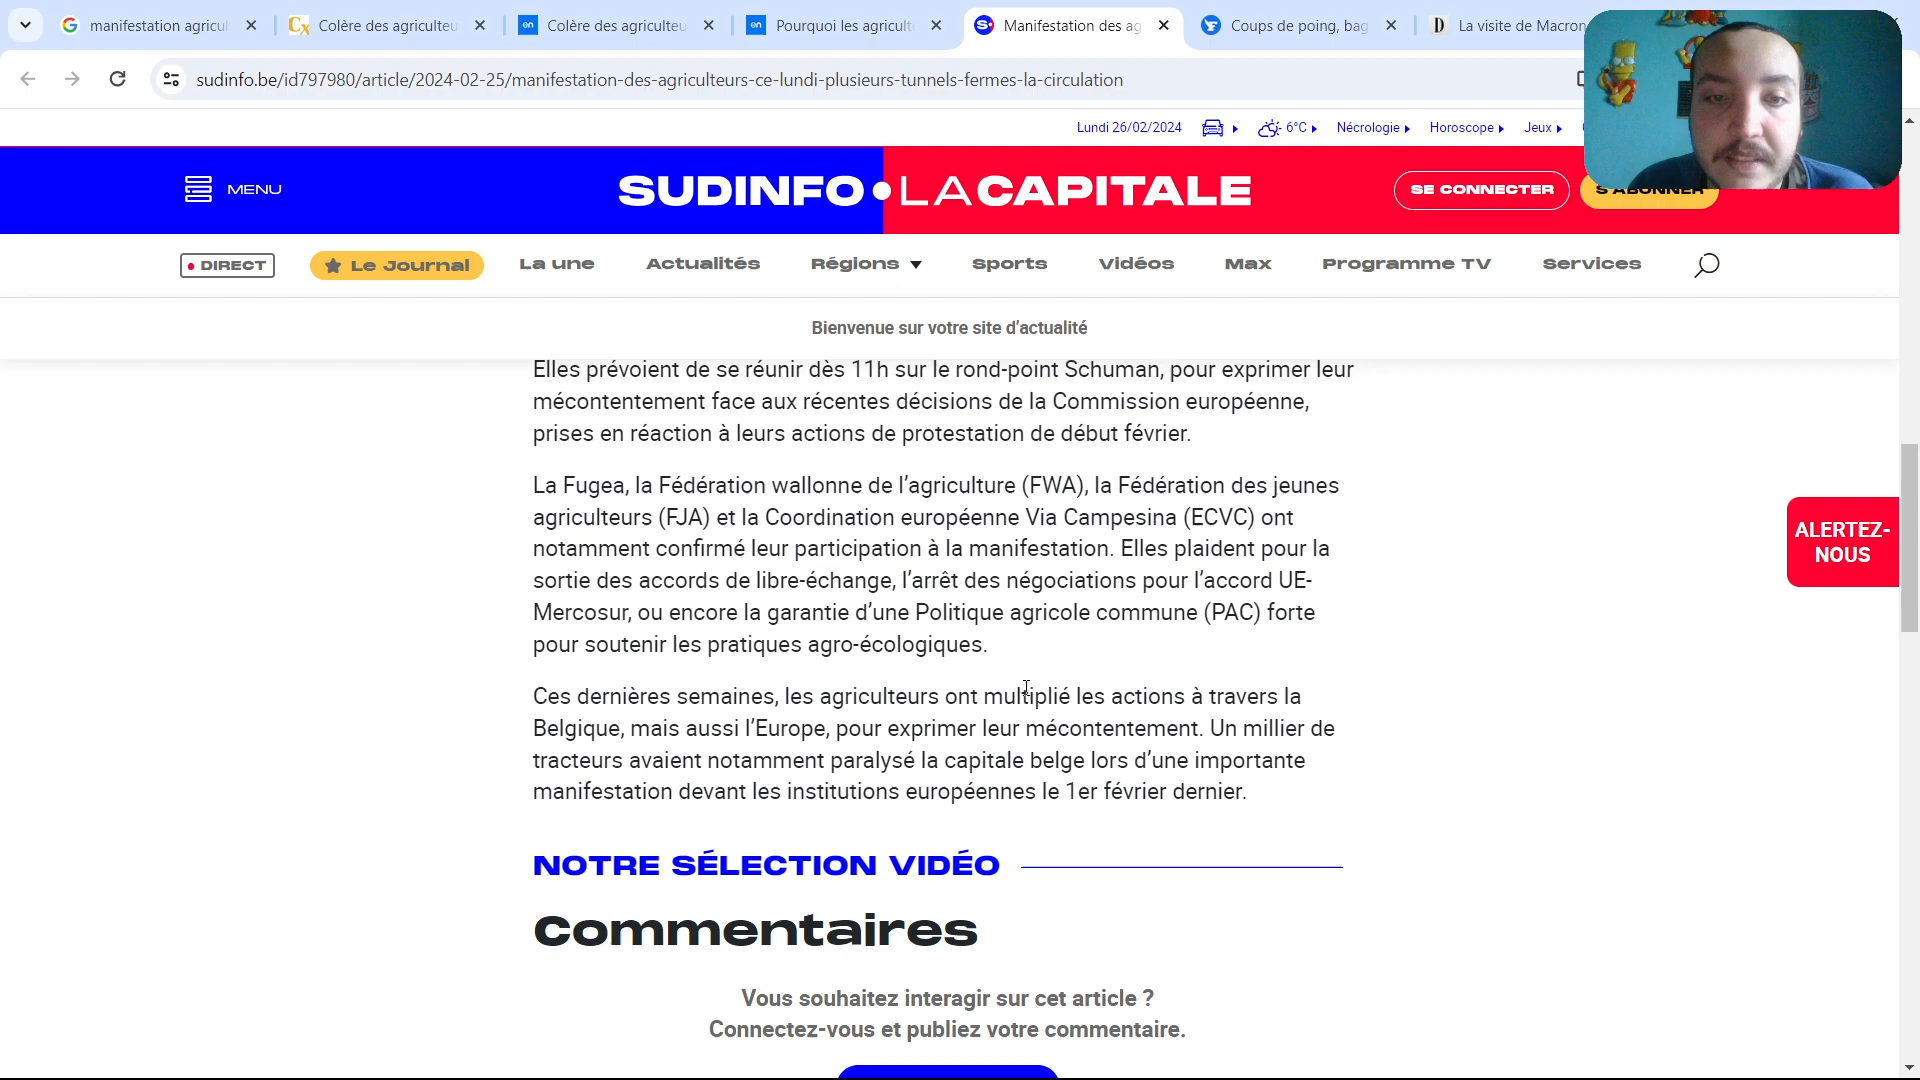 manifestation agricul
Colère des agriculteu
Colère des agriculteu
Pourquoi les agricult
Manifestation des ag
Coups de poing, bag
La visite de Macron
sudinfo.be/id797980/article/2024-02-25/manifestation-des-agriculteurs-ce-lundi-plusieurs-tunnels-fermes-la-circulation
Lundi 26/02/2024
6°C
Nécrologie
Horoscope
Jeux
MENU
SUDINFO•LACAPITALE
SE CONNECTER
S'ABONNER
DIRECT
Le Journal
La une
Actualités
Régions
Sports
Vidéos
Max
Programme TV
Services
Bienvenue sur votre site d'actualité
Elles prévoient de se réunir dès 11h sur le rond-point Schuman, pour exprimer leur
mécontentement face aux récentes décisions de la Commission européenne,
prises en réaction à leurs actions de protestation de début février.
La Fugea, la Fédération wallonne de l'agriculture (FWA), la Fédération des jeunes
agriculteurs (FJA) et la Coordination européenne Via Campesina (ECVC) ont
notamment confirmé leur participation à la manifestation. Elles plaident pour la
sortie des accords de libre-échange, l'arrêt des négociations pour l'accord UE-
Mercosur, ou encore la garantie d'une Politique agricole commune (PAC) forte
pour soutenir les pratiques agro-écologiques.
Ces dernières semaines, les agriculteurs ont multiplié les actions à travers la
Belgique, mais aussi l'Europe, pour exprimer leur mécontentement. Un millier de
tracteurs avaient notamment paralysé la capitale belge lors d'une importante
manifestation devant les institutions européennes le 1er février dernier.
ALERTEZ-
NOUS
NOTRE SÉLECTION VIDÉO
Commentaires
Vous souhaitez interagir sur cet article ?
Connectez-vous et publiez votre commentaire.